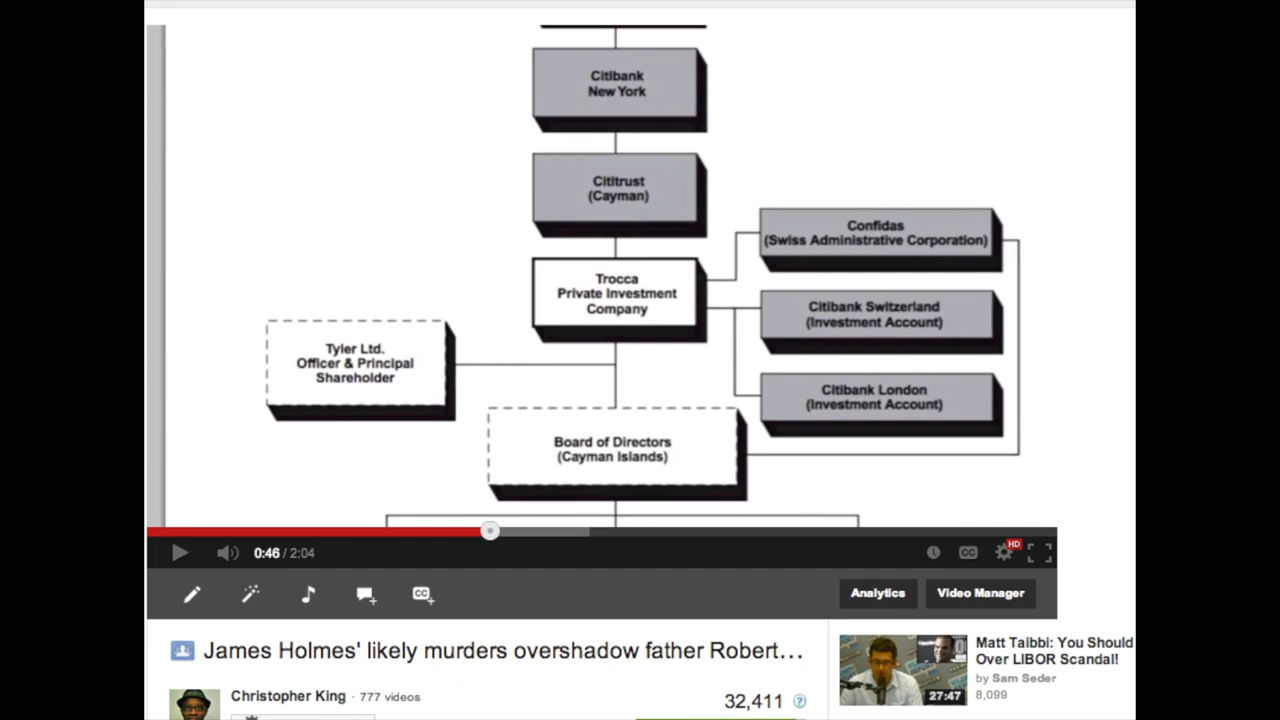 Citibank
New York
Cititrust
(Cayman)
Confidas
(Swiss Administrative Corporation)
Trocca
Private Investment
Company
Citibank Switzerland
(Investment Account)
Tyler Ltd.
Officer & Principal
Shareholder
Citibank London
(Investment Account)
Board of Directors
(Cayman Islands)
0:46 / 2:04
CC
HD
CC+
Analytics
Video Manager
James Holmes' likely murders overshadow father Robert...
Christopher King · 777 videos
32,411 ?
27:47
Matt Taibbi: You Should
Over LIBOR Scandal!
by Sam Seder
8,099